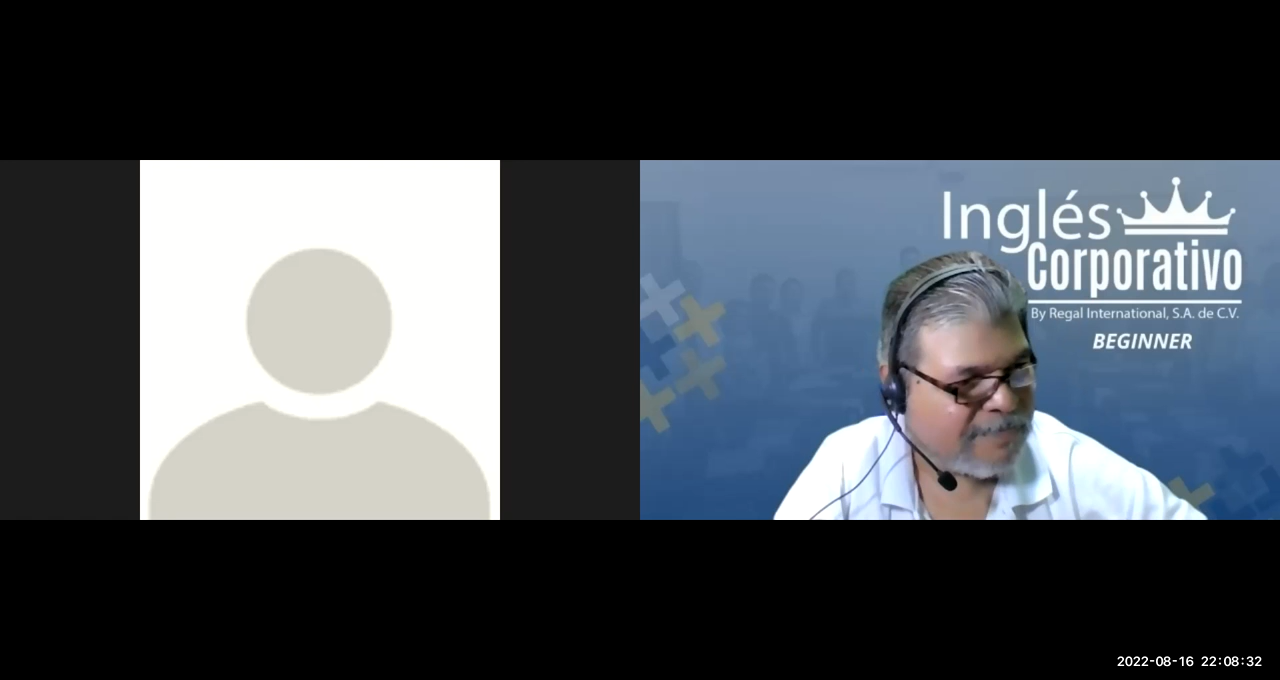 Inglés
Corporativo
By Regal International, S.A. de C.V.
BEGINNER
2022-08-16 22:08:32